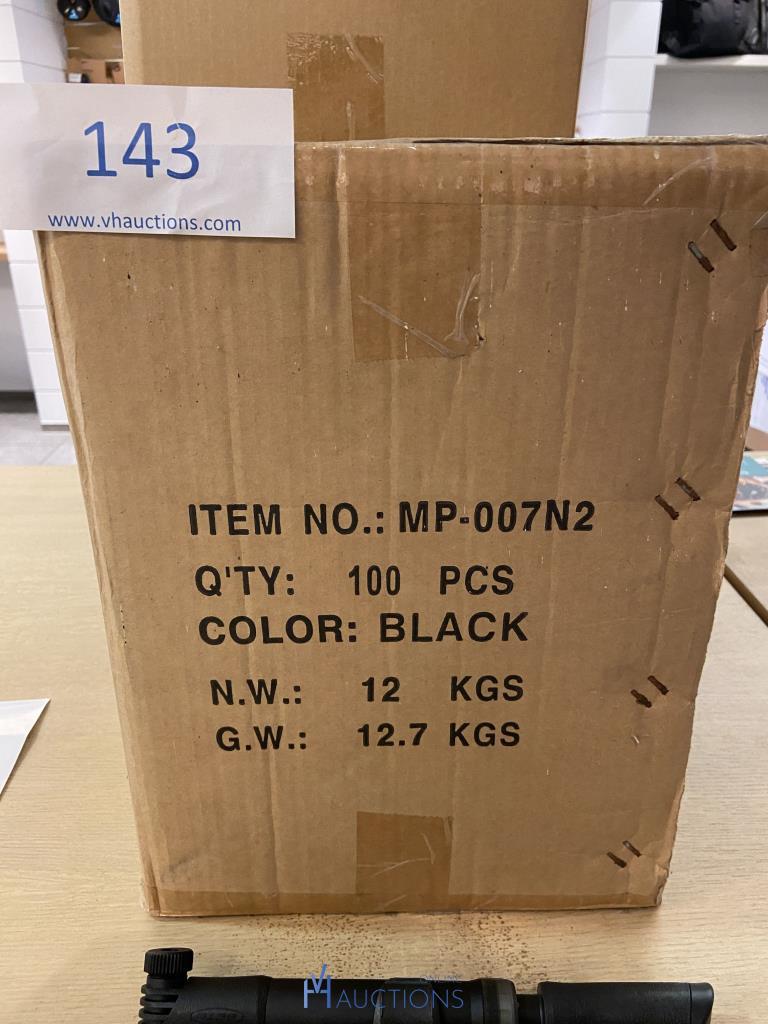 143
www.vhauctions.com
ITEM NO.: MP-007N2
Q'TY: 100 PCS
COLOR: BLACK
N.W.: 12 KGS
G.W.: 12.7 KGS
VH ONLINE
AUCTIONS